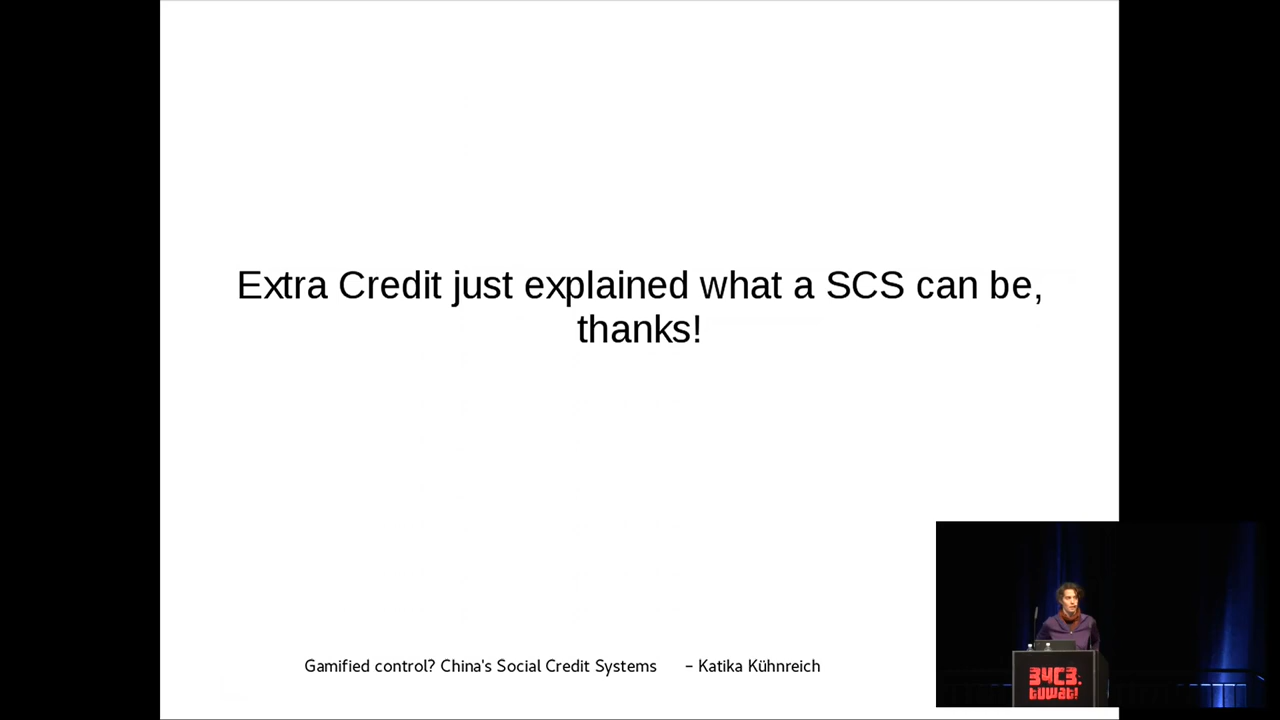 Extra Credit just explained what a SCS can be,
thanks!
Gamified control? China's Social Credit Systems – Katika Kühnreich
34C3.
tuwat!